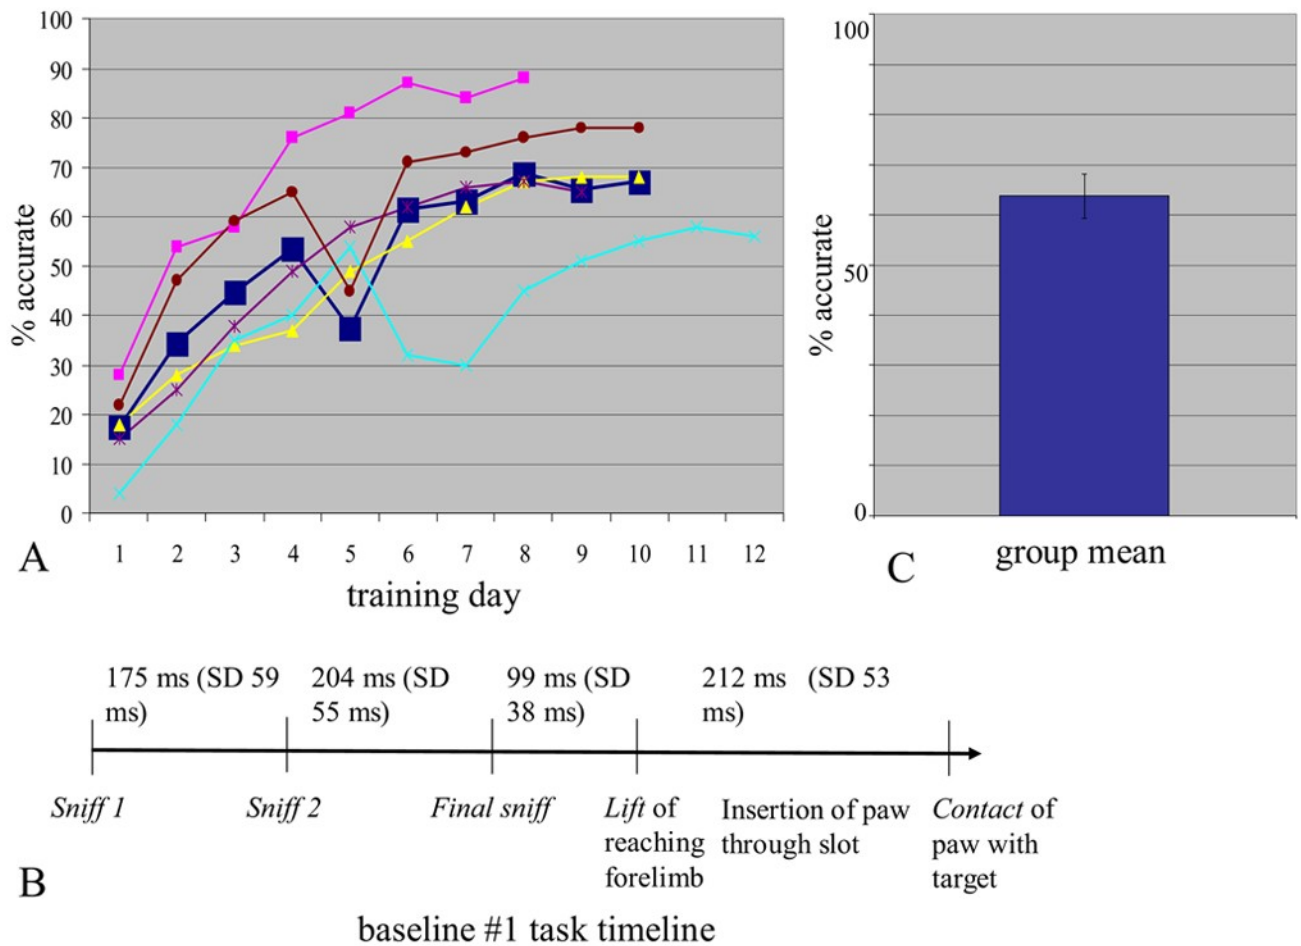 100
90
80
70
60
50
40
30
20
10
0
% accurate
1 2 3 4 5 6 7 8 9 10 11 12
training day
A
100
50
0
% accurate
group mean
C
175 ms (SD 59
ms)
204 ms (SD
55 ms)
99 ms (SD
38 ms)
212 ms (SD 53
ms)
Sniff 1
Sniff 2
Final sniff
Lift of
reaching
forelimb
Insertion of paw
through slot
Contact of
paw with
target
B
baseline #1 task timeline